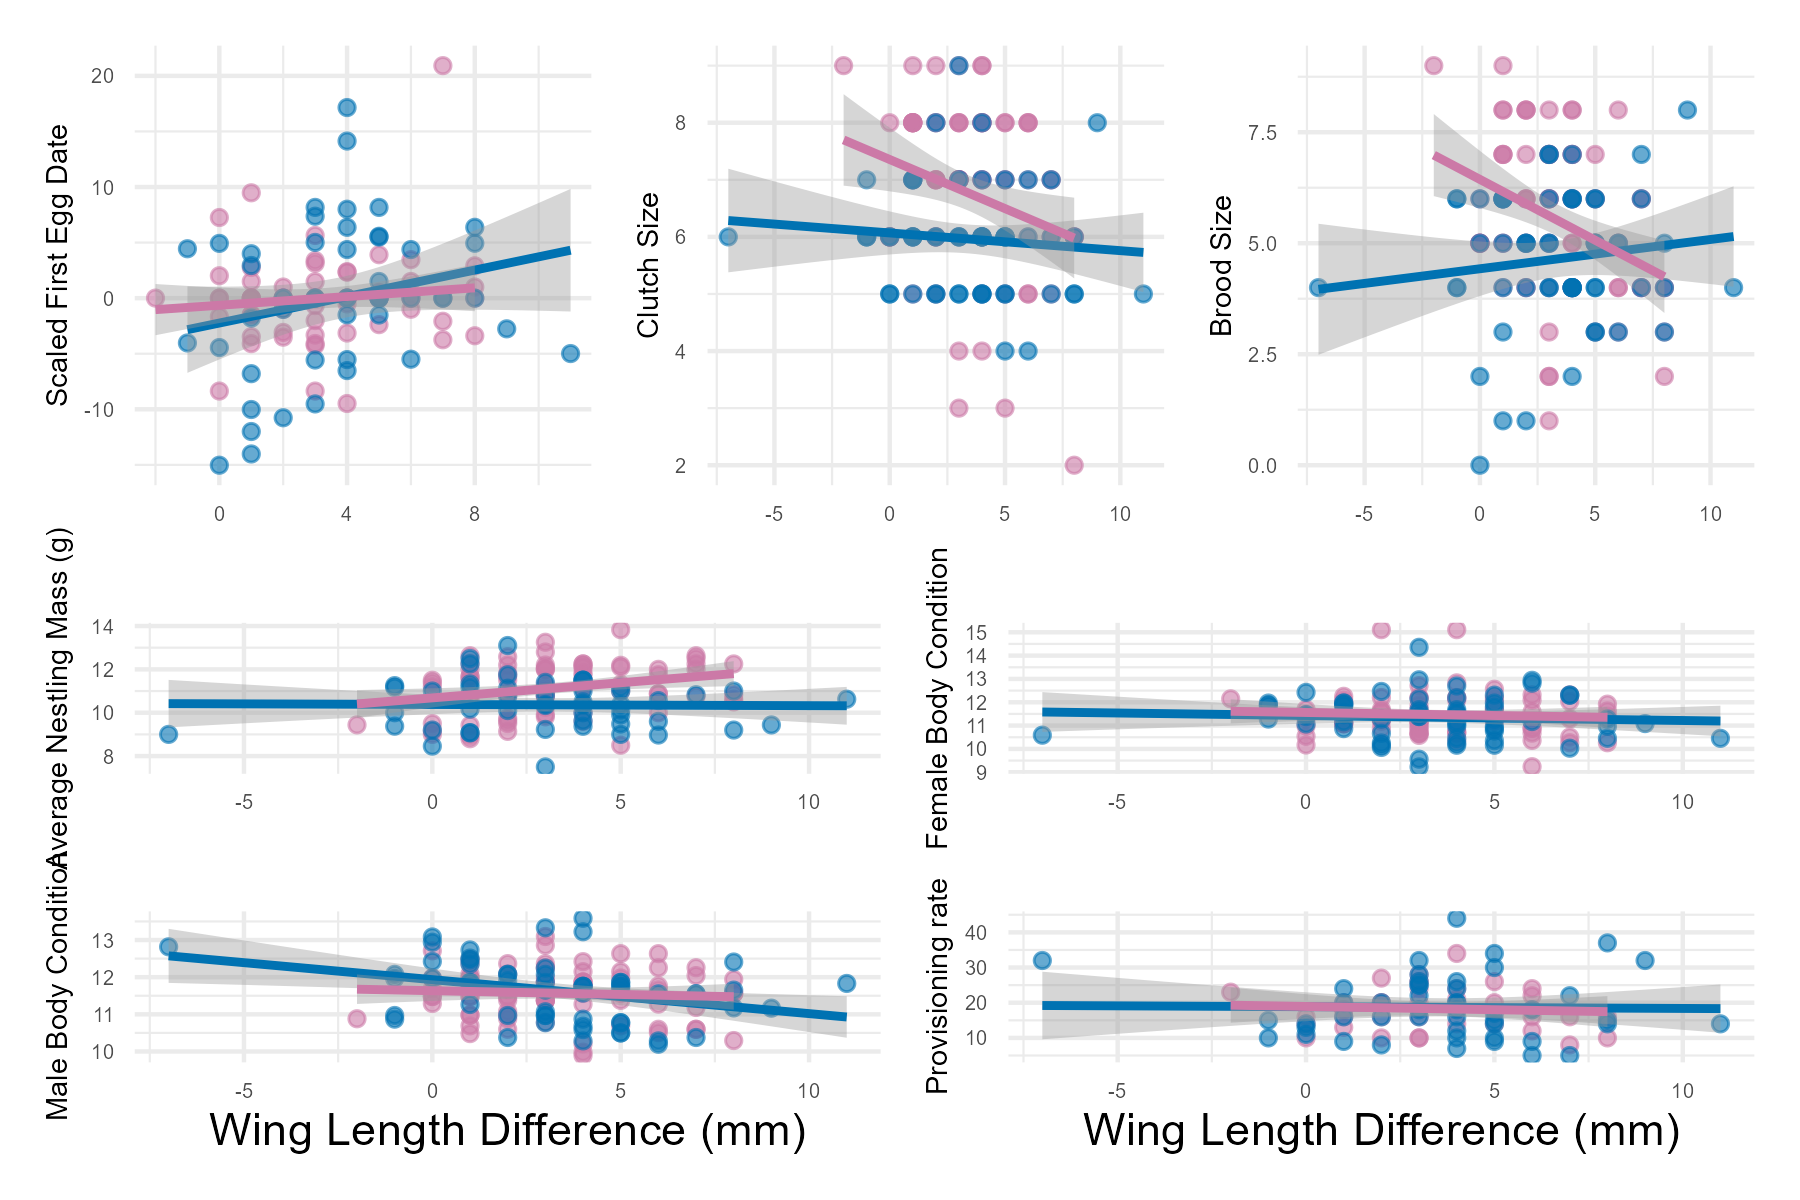 Scaled First Egg Date
20
10
0
-10
0 4 8
Clutch Size
8
6
4
2
-5 0 5 10
Brood Size
7.5
5.0
2.5
0.0
-5 0 5 10
Average Nestling Mass (g)
14
12
10
8
-5 0 5 10
Female Body Condition
15
14
13
12
11
10
9
-5 0 5 10
Male Body Condition
13
12
11
10
-5 0 5 10
Wing Length Difference (mm)
Provisioning rate
40
30
20
10
-5 0 5 10
Wing Length Difference (mm)